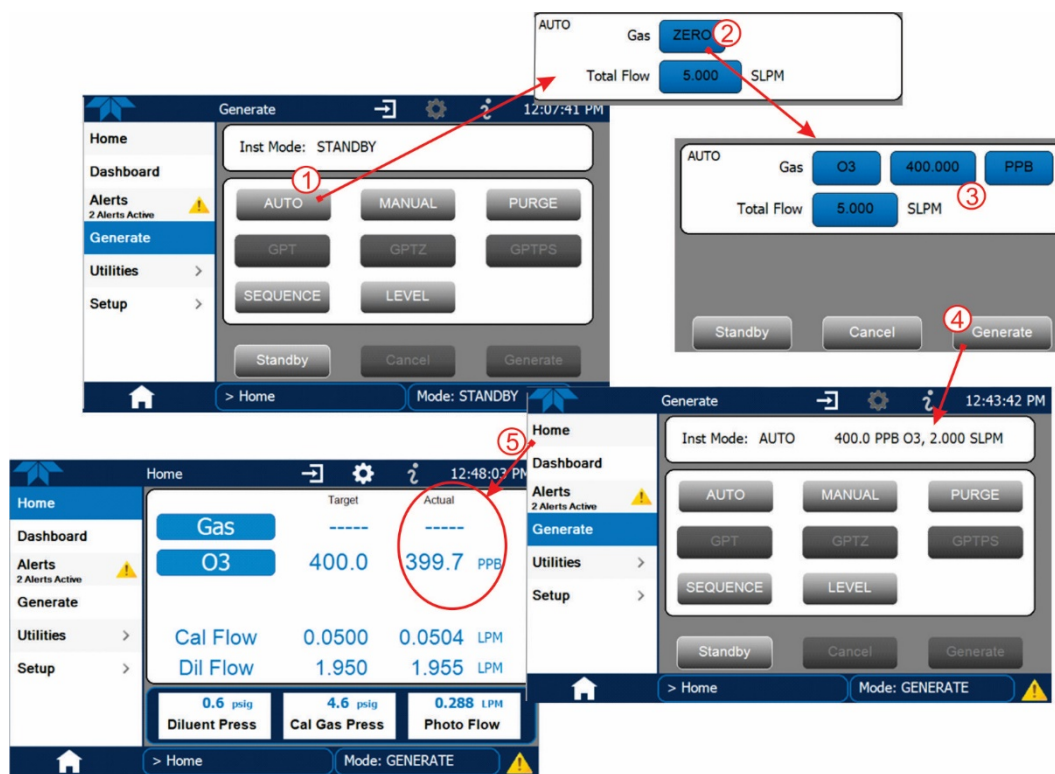 AUTO
Gas ZERO 2
Total Flow 5.000 SLPM
Generate 12:07:41 PM
Home
Dashboard
Alerts
2 Alerts Active
Generate
Utilities >
Setup >
Inst Mode: STANDBY
1
AUTO MANUAL PURGE
GPT GPTZ GPTPS
SEQUENCE LEVEL
Standby Cancel Generate
> Home Mode: STANDBY
AUTO
Gas O3 400.000 PPB
3
Total Flow 5.000 SLPM
4
Standby Cancel Generate
Generate 12:43:42 PM
5
Home
Dashboard
Alerts
2 Alerts Active
Generate
Utilities >
Setup >
Inst Mode: AUTO 400.0 PPB O3, 2.000 SLPM
AUTO MANUAL PURGE
GPT GPTZ GPTPS
SEQUENCE LEVEL
Standby Cancel Generate
> Home Mode: GENERATE
Home 12:48:03 PM
Home
Dashboard
Alerts
2 Alerts Active
Generate
Utilities >
Setup >
Target Actual
Gas ----- -----
O3 400.0 399.7 PPB
Cal Flow 0.0500 0.0504 LPM
Dil Flow 1.950 1.955 LPM
0.6 psig 4.6 psig 0.288 LPM
Diluent Press Cal Gas Press Photo Flow
> Home Mode: GENERATE